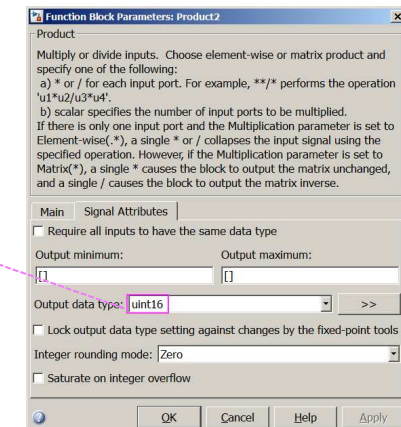 Function Block Parameters: Product2
Product
Multiply or divide inputs. Choose element-wise or matrix product and
specify one of the following:
a) * or / for each input port. For example, **/* performs the operation
'u1*u2/u3*u4'.
b) scalar specifies the number of input ports to be multiplied.
If there is only one input port and the Multiplication parameter is set to
Element-wise(.*), a single * or / collapses the input signal using the
specified operation. However, if the Multiplication parameter is set to
Matrix(*), a single * causes the block to output the matrix unchanged,
and a single / causes the block to output the matrix inverse.
Main Signal Attributes
Require all inputs to have the same data type
Output minimum: Output maximum:
[] []
Output data type: uint16 >>
Lock output data type setting against changes by the fixed-point tools
Integer rounding mode: Zero
Saturate on integer overflow
OK Cancel Help Apply